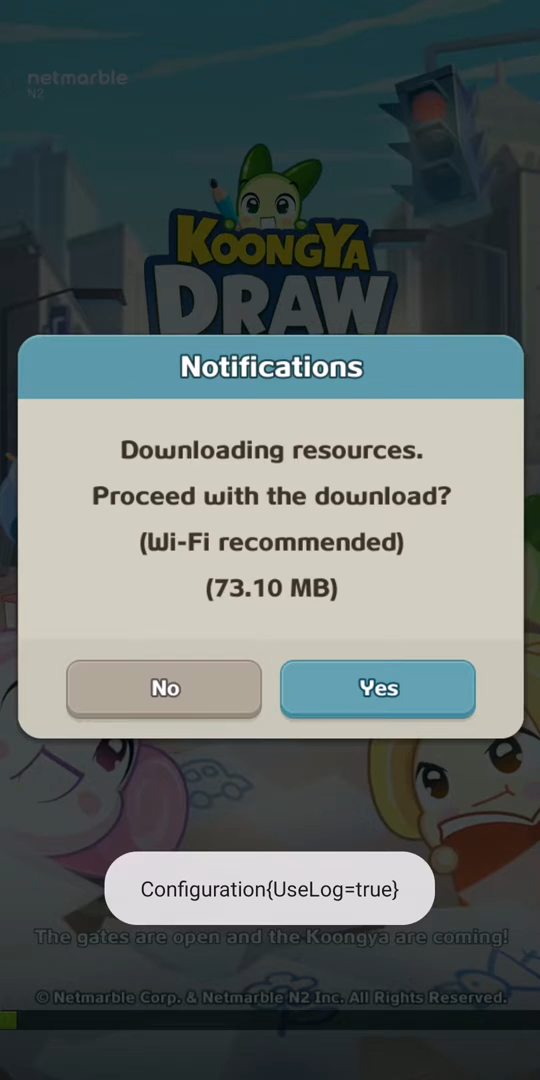 netmarble
N2
KOONGYA
DRAW
Notifications
Downloading resources.
Proceed with the download?
(Wi-Fi recommended)
(73.10 MB)
No
Yes
Configuration{UseLog=true}
The gates are open and the Koongya are coming!
© Netmarble Corp. & Netmarble N2 Inc. All Rights Reserved.